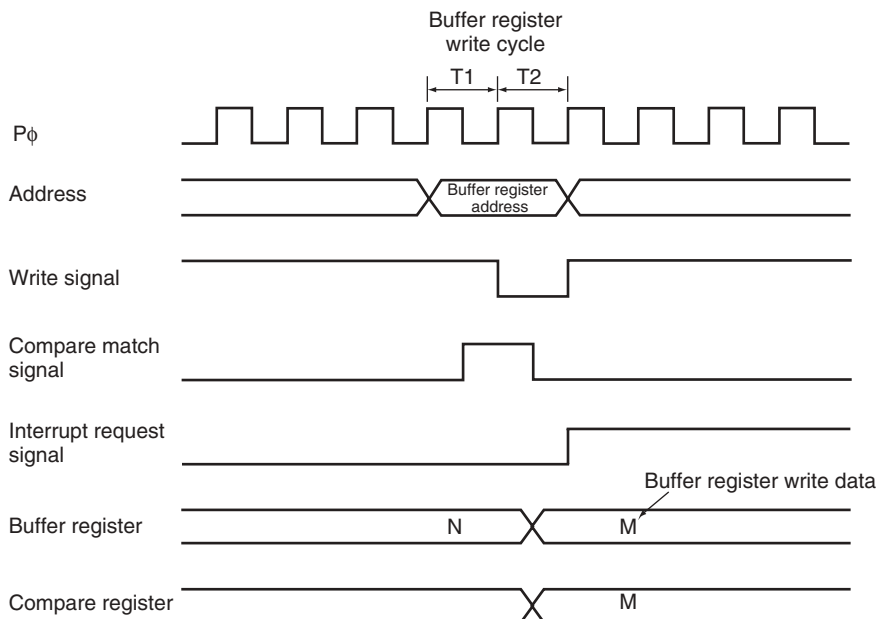 Buffer register
write cycle
T1 T2
Pϕ
Address
Buffer register
address
Write signal
Compare match
signal
Interrupt request
signal
Buffer register write data
Buffer register N M
Compare register M